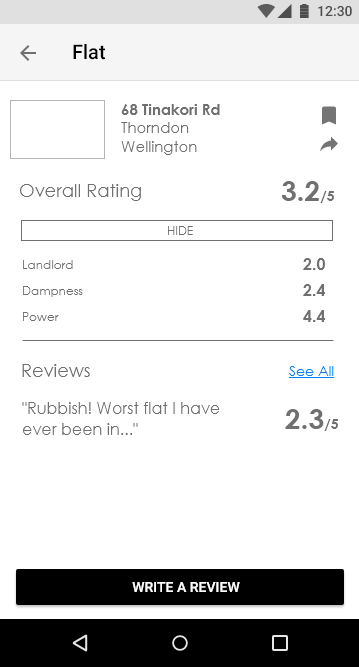 12:30
Flat
68 Tinakori Rd
Thorndon
Wellington
Overall Rating 3.2/5
HIDE
Landlord 2.0
Dampness 2.4
Power 4.4
Reviews See All
"Rubbish! Worst flat I have
ever been in..." 2.3/5
WRITE A REVIEW